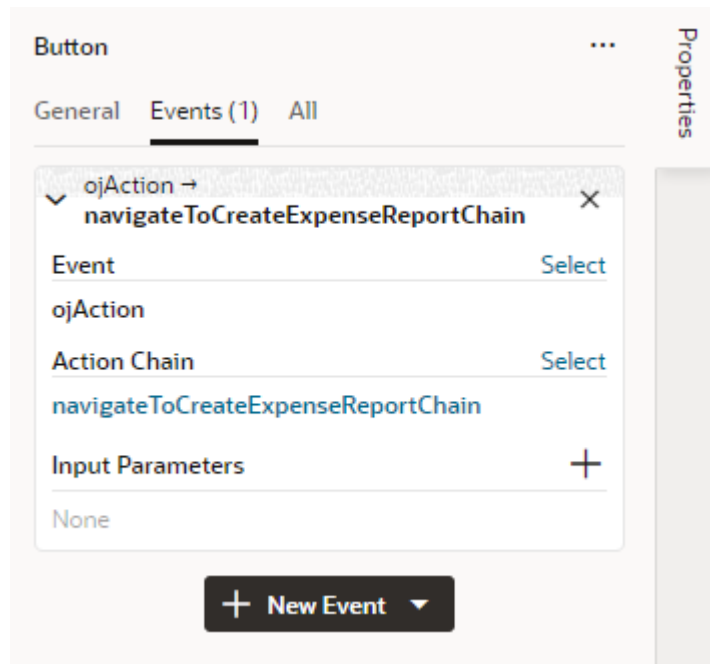 Button
...
Properties
General Events (1) All
ojAction →
navigateToCreateExpenseReportChain
Event Select
ojAction
Action Chain Select
navigateToCreateExpenseReportChain
Input Parameters
None
New Event